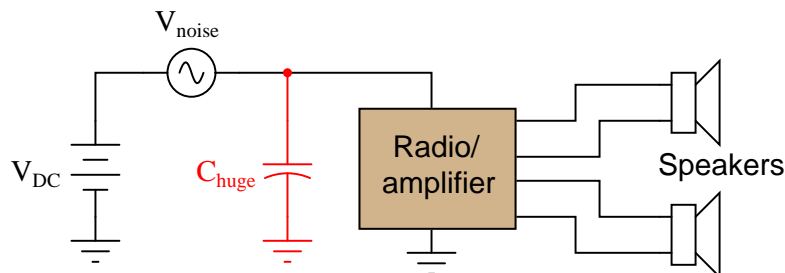 Vnoise
VDC
Chuge
Radio/
amplifier
Speakers